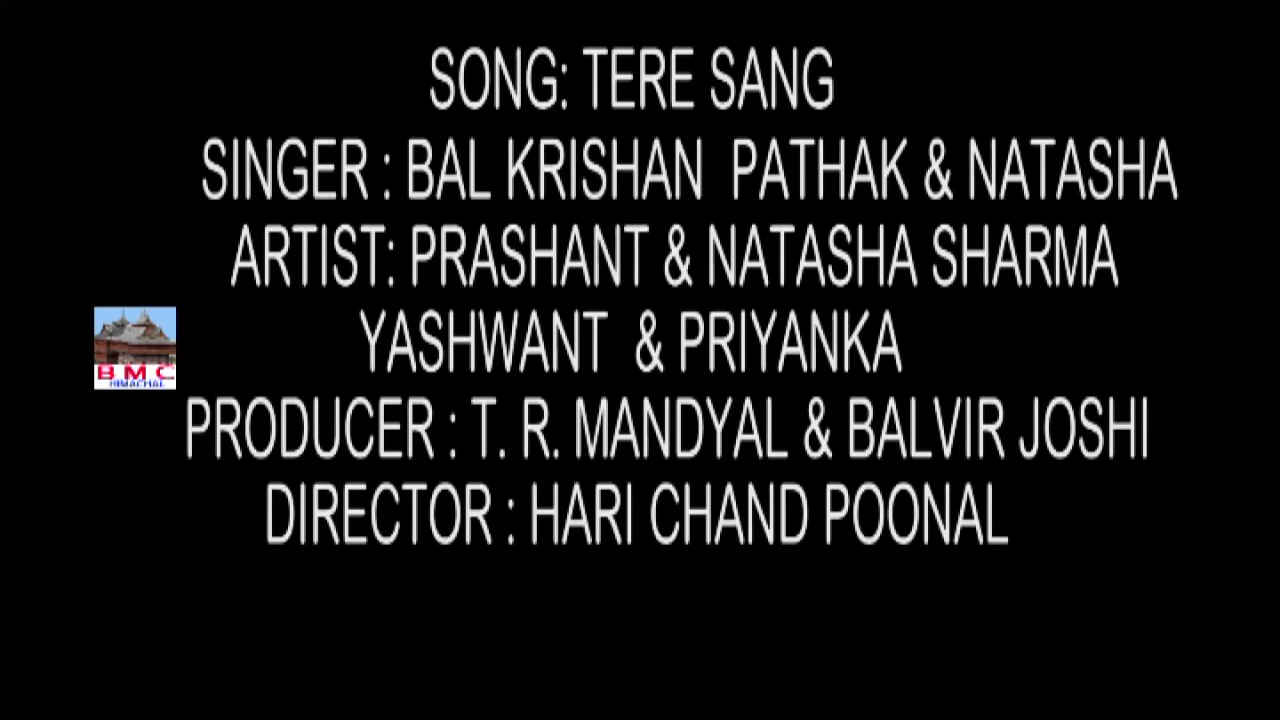 SONG: TERE SANG
SINGER : BAL KRISHAN  PATHAK & NATASHA
ARTIST: PRASHANT & NATASHA SHARMA
YASHWANT  & PRIYANKA
BMC
HIMACHAL
PRODUCER : T. R. MANDYAL & BALVIR JOSHI
DIRECTOR : HARI CHAND POONAL